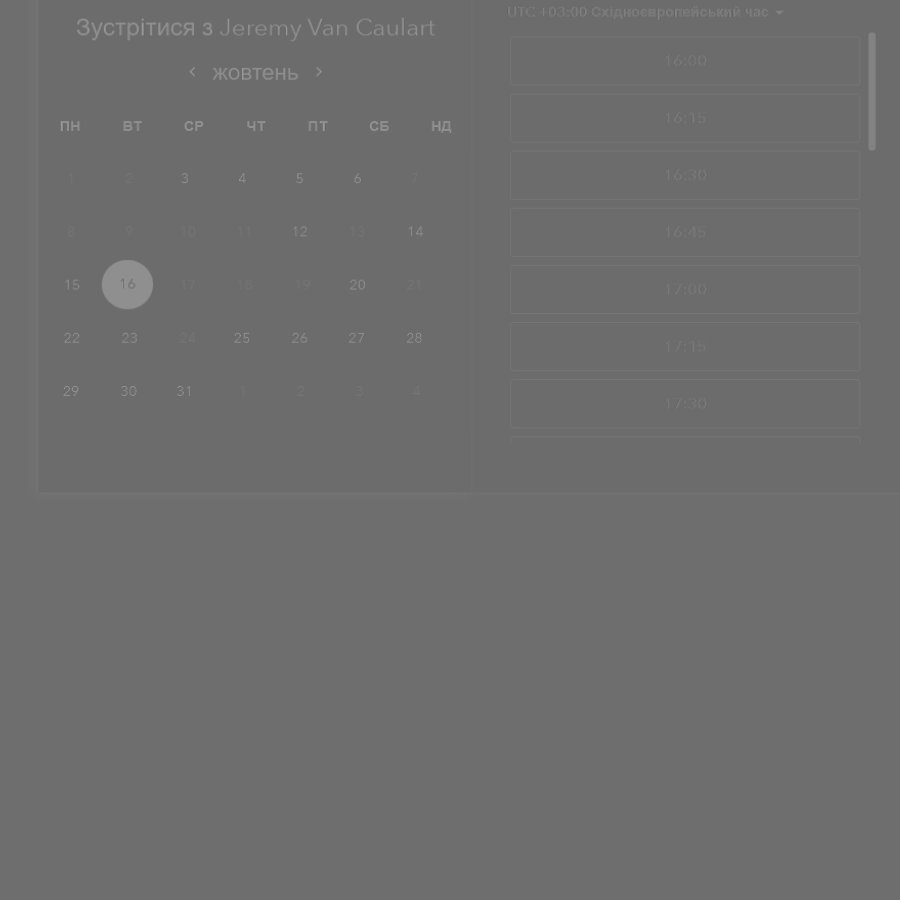 Зустрітися з Jeremy Van Caulart
жовтень
ПН ВТ СР ЧТ ПТ СБ НД
1 2 3 4 5 6 7
8 9 10 11 12 13 14
15 16 17 18 19 20 21
22 23 24 25 26 27 28
29 30 31 1 2 3 4
UTC +03:00 Східноєвропейський час
16:00
16:15
16:30
16:45
17:00
17:15
17:30